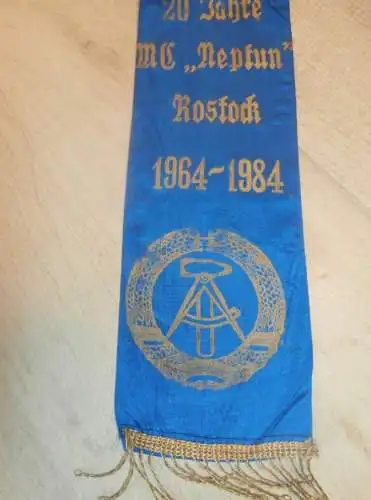 20 Jahre
MC „Neptun"
Rostock
1964-1984